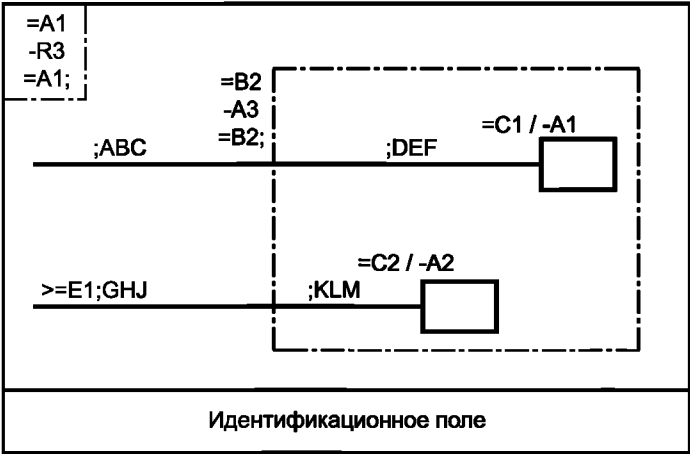 =A1
-R3
=A1;
=B2
-A3
=B2;
=C1 / -A1
;ABC
;DEF
=C2 / -A2
>=E1;GHJ
;KLM
Идентификационное поле